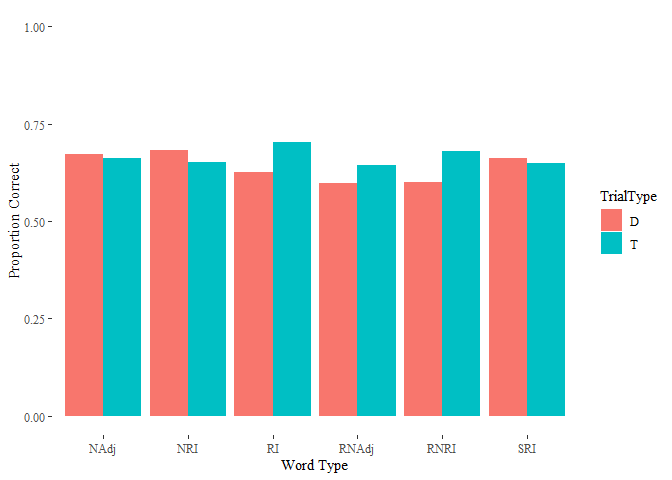 1.00
0.75
0.50
0.25
0.00
Proportion Correct
NAdj NRI RI RNAdj RNRI SRI
Word Type
TrialType
D
T